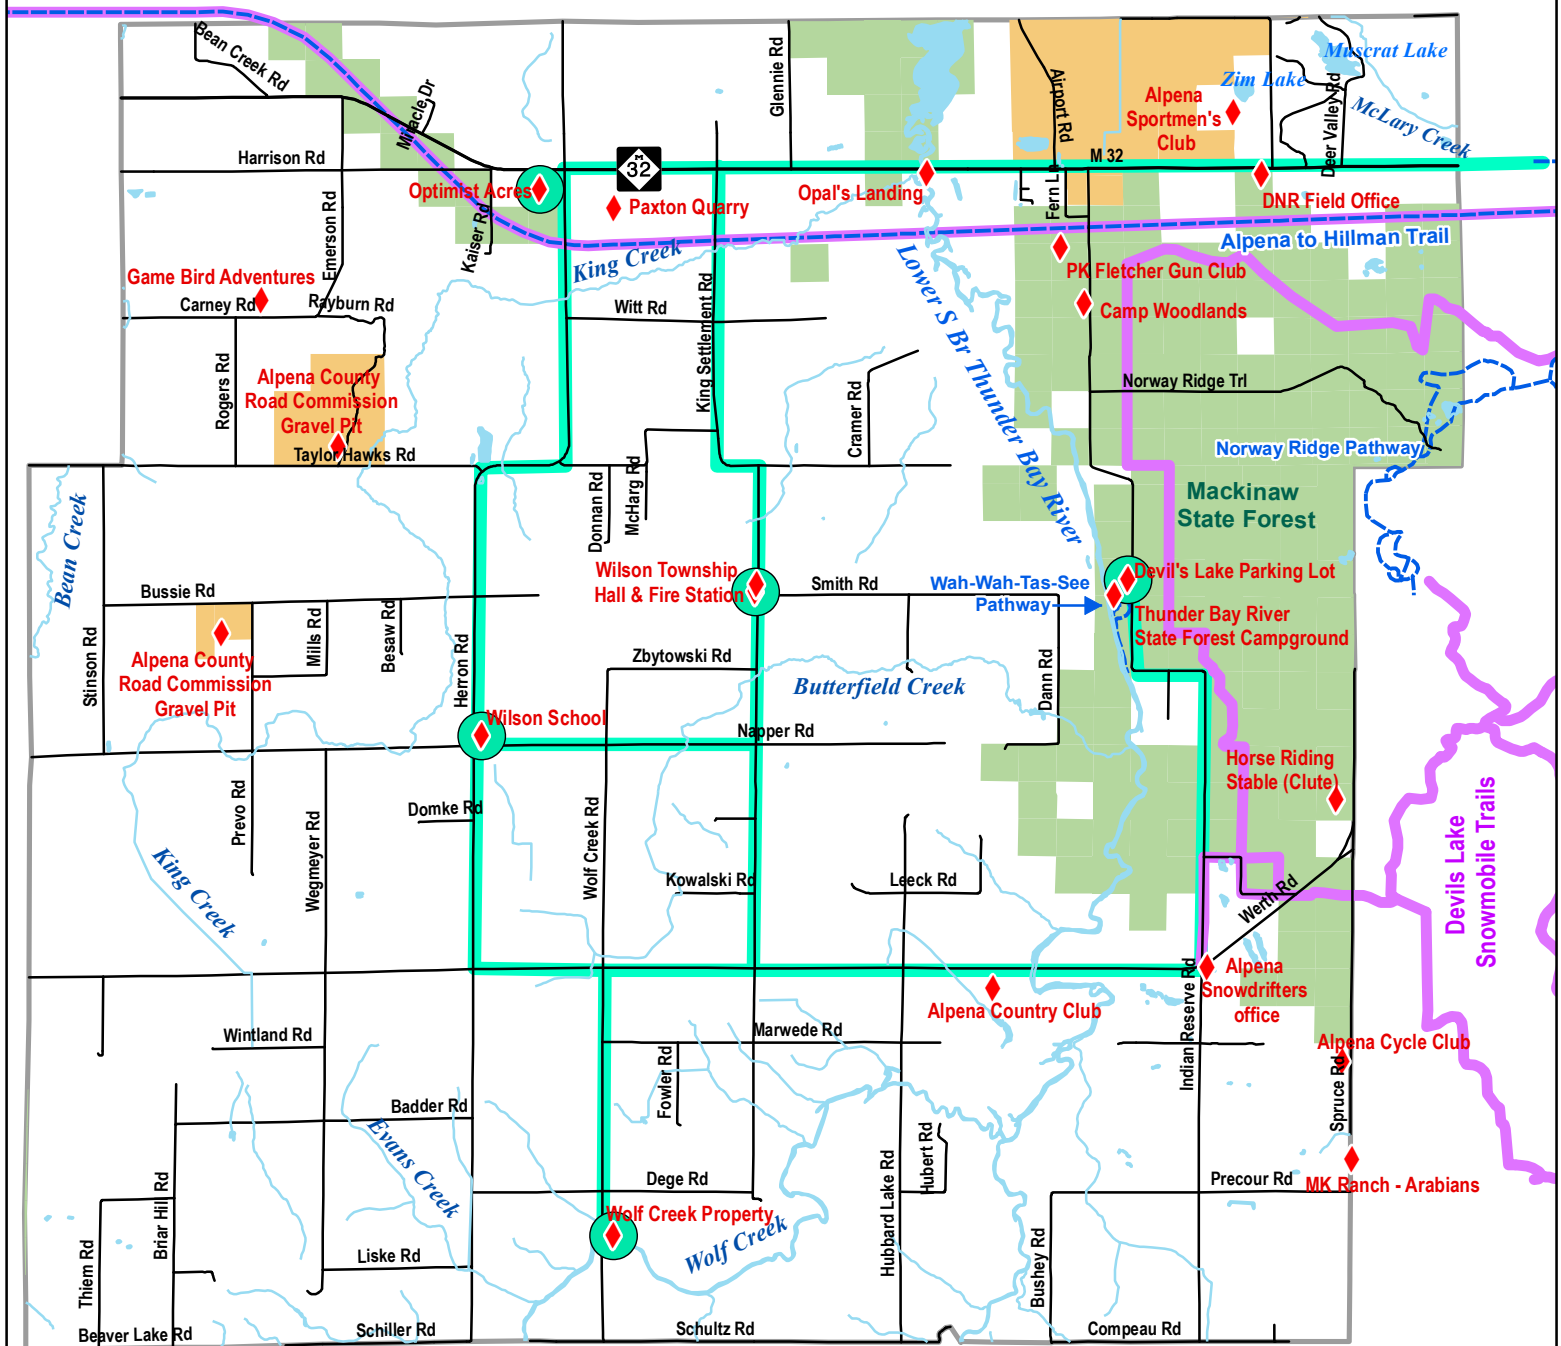 Bean Creek Rd
Miracle Dr
Glennie Rd
Airport Rd
Alpena
Sportmen's
Club
Zim Lake
Muscrat Lake
McLary Creek
Deer Valley Rd
Harrison Rd
M
32
M 32
Optimist Acres
Paxton Quarry
Opal's Landing
Fern Ln
DNR Field Office
Emerson Rd
Kaiser Rd
King Creek
Alpena to Hillman Trail
PK Fletcher Gun Club
Game Bird Adventures
Carney Rd
Rayburn Rd
Witt Rd
King Settlement Rd
Lower S Br Thunder Bay River
Camp Woodlands
Rogers Rd
Alpena County
Road Commission
Gravel Pit
Taylor Hawks Rd
Cramer Rd
Norway Ridge Trl
Norway Ridge Pathway
Donnan Rd
McHarg Rd
Mackinaw
State Forest
Bean Creek
Bussie Rd
Wilson Township
Hall & Fire Station
Smith Rd
Wah-Wah-Tas-See
Pathway
Devil's Lake Parking Lot
Thunder Bay River
State Forest Campground
Stinson Rd
Alpena County
Road Commission
Gravel Pit
Mills Rd
Besaw Rd
Herron Rd
Zbytowski Rd
Butterfield Creek
Dann Rd
Wilson School
Napper Rd
Horse Riding
Stable (Clute)
Prevo Rd
Wegmeyer Rd
Domke Rd
Wolf Creek Rd
Kowalski Rd
Leeck Rd
Werth Rd
Devils Lake
Snowmobile Trails
King Creek
Alpena Country Club
Indian Reserve Rd
Alpena
Snowdrifters
office
Wintland Rd
Marwede Rd
Fowler Rd
Alpena Cycle Club
Spruce Rd
Badder Rd
Evans Creek
Briar Hill Rd
Dege Rd
Hubbard Lake Rd
Hubert Rd
Precour Rd
MK Ranch - Arabians
Wolf Creek Property
Wolf Creek
Thiem Rd
Liske Rd
Bushey Rd
Beaver Lake Rd
Schiller Rd
Schultz Rd
Compeau Rd